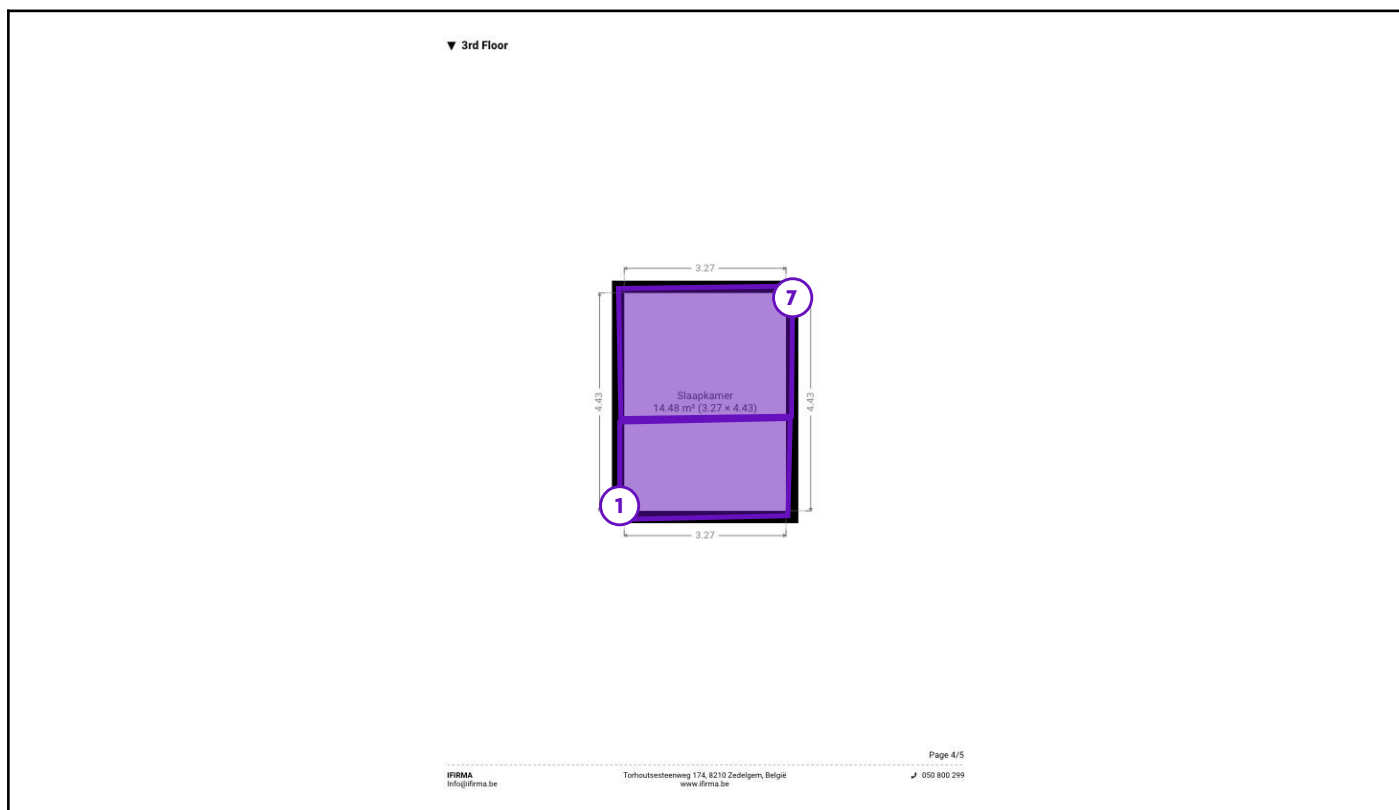 ▼ 3rd Floor
3.27
7
4.43
4.43
Slaapkamer
14.48 m² (3.27 × 4.43)
1
3.27
Page 4/5
IFIRMA
Info@ifirma.be
Torhoutsesteenweg 174, 8210 Zedelgem, België
www.ifirma.be
050 800 299